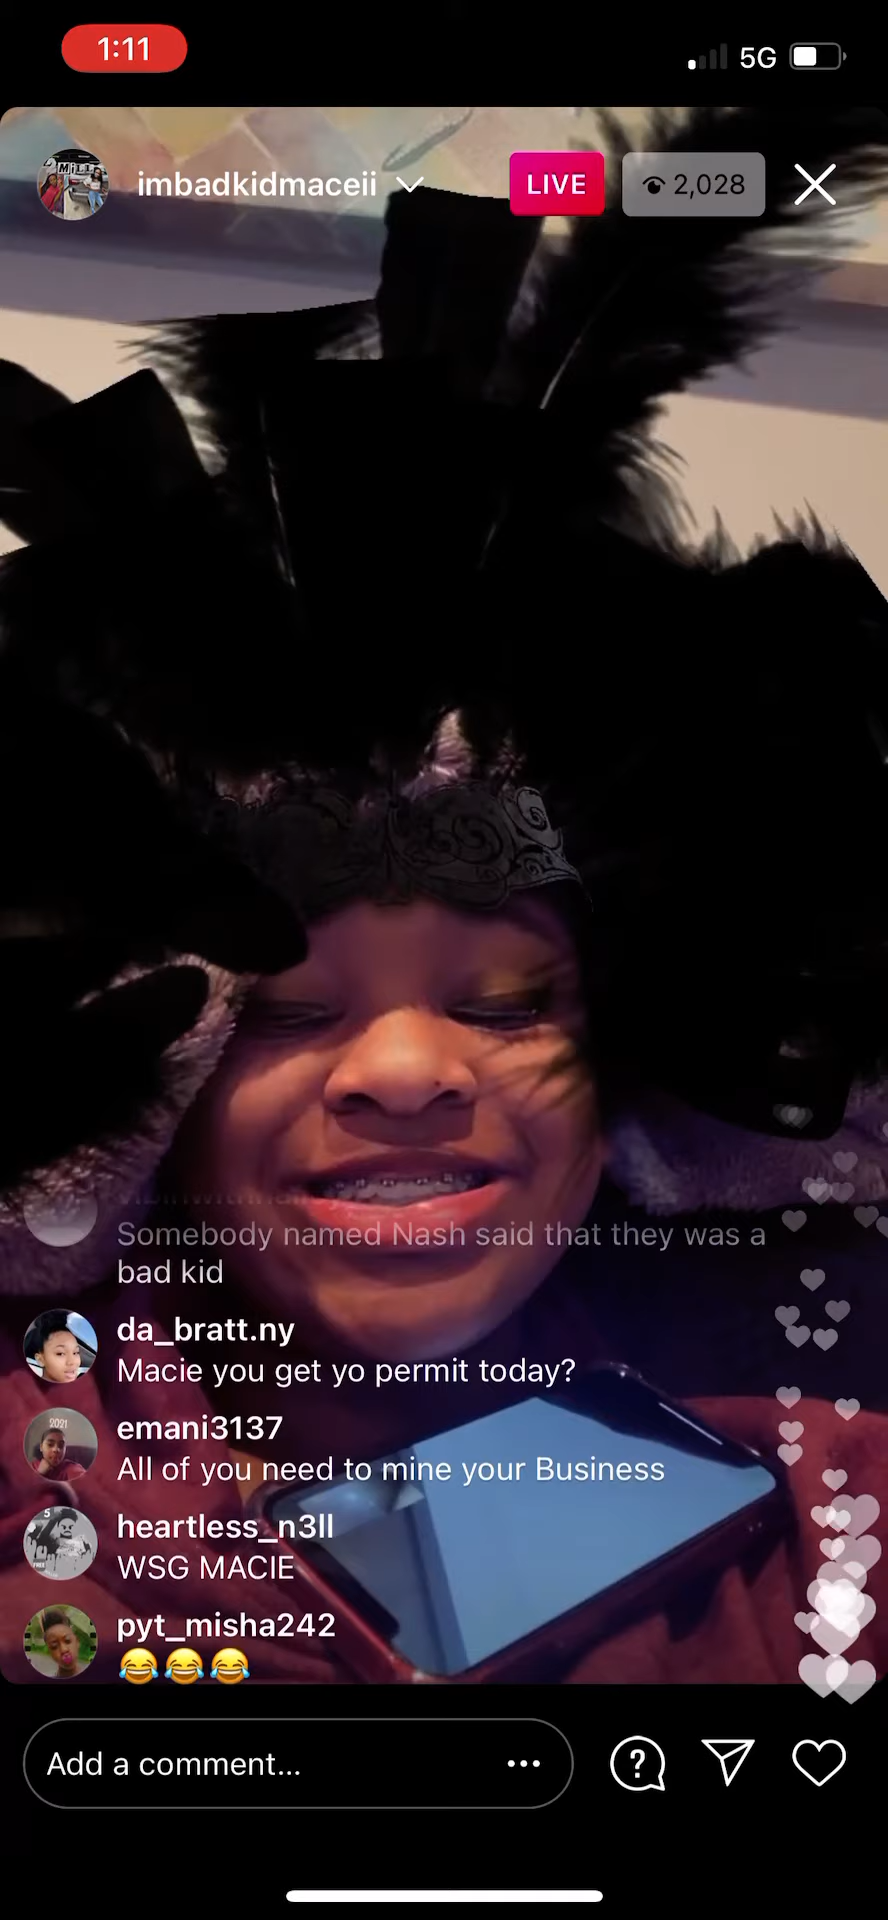 1:11
5G
imbadkidmaceii
LIVE
2,028
Somebody named Nash said that they was a
bad kid
da_bratt.ny
Macie you get yo permit today?
emani3137
All of you need to mine your Business
heartless_n3ll
WSG MACIE
pyt_misha242
😂😂😂
Add a comment...